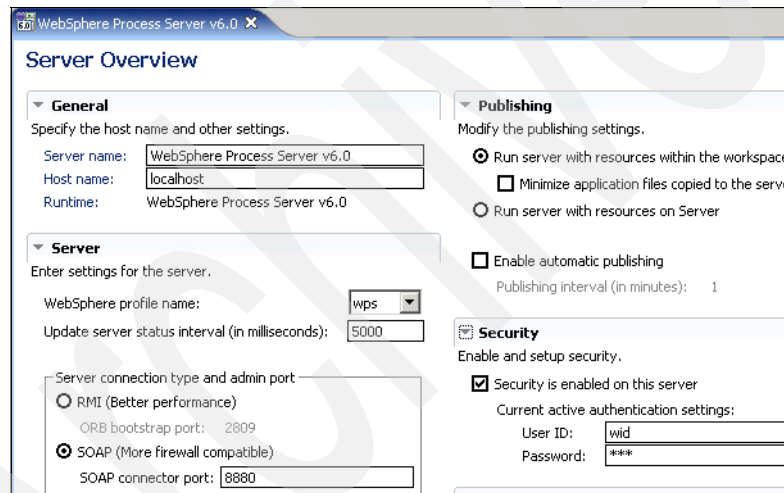 WebSphere Process Server v6.0
Server Overview
General
Specify the host name and other settings.
Server name: WebSphere Process Server v6.0
Host name: localhost
Runtime: WebSphere Process Server v6.0
Server
Enter settings for the server.
WebSphere profile name: wps
Update server status interval (in milliseconds): 5000
Server connection type and admin port
RMI (Better performance)
ORB bootstrap port: 2809
SOAP (More firewall compatible)
SOAP connector port: 8880
Publishing
Modify the publishing settings.
Run server with resources within the workspace
Minimize application files copied to the serve
Run server with resources on Server
Enable automatic publishing
Publishing interval (in minutes): 1
Security
Enable and setup security.
Security is enabled on this server
Current active authentication settings:
User ID: wid
Password: ***